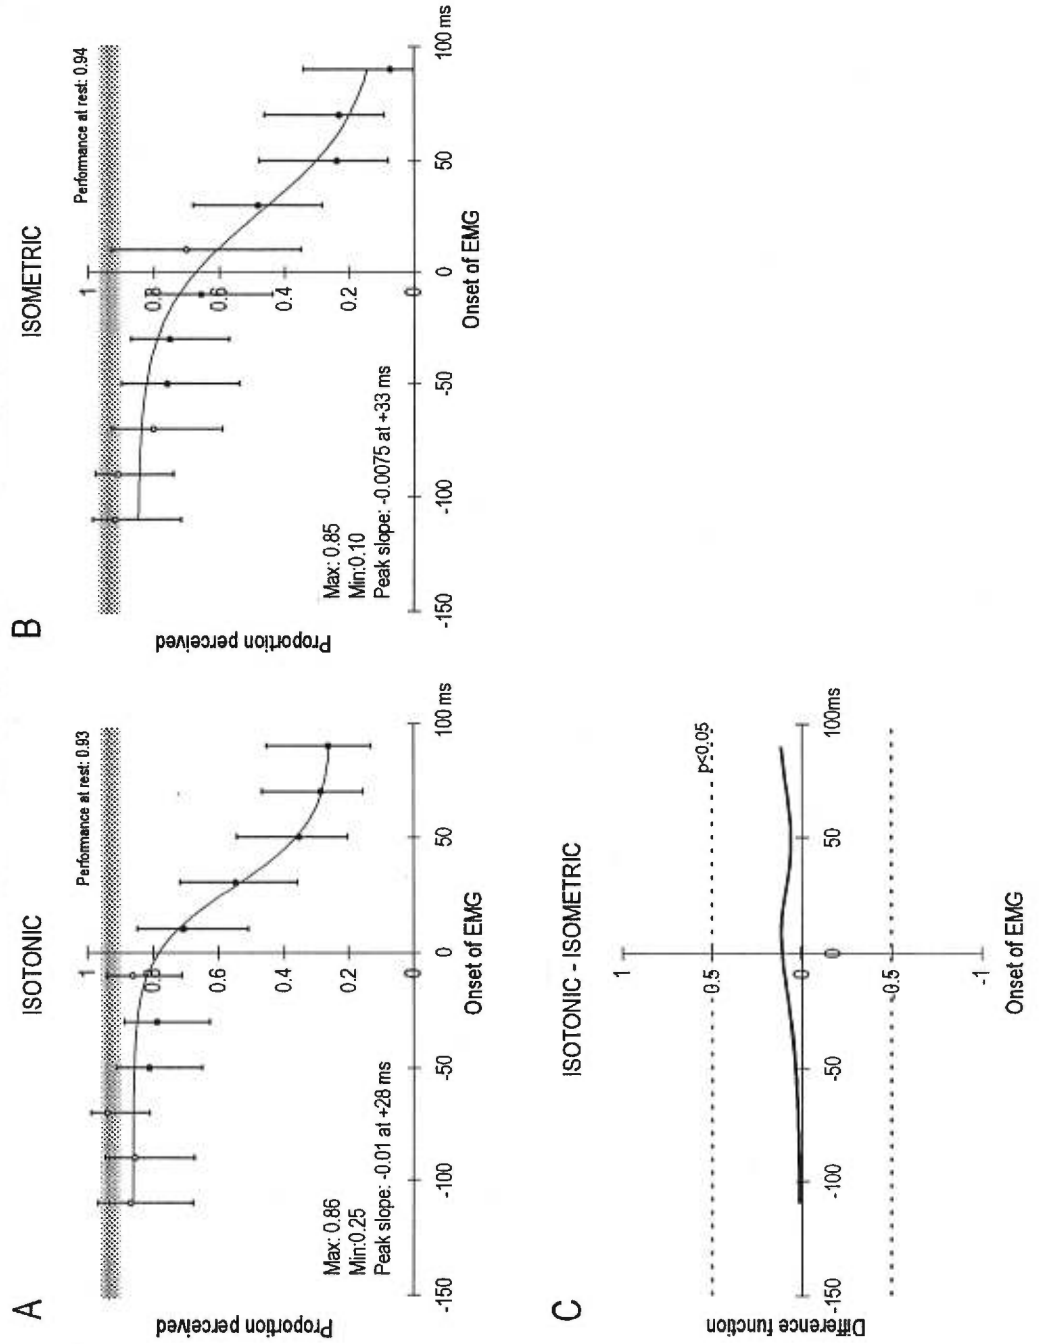 A
ISOTONIC
Performance at rest: 0.93
Proportion perceived
1
0.8
0.6
0.4
0.2
0
-150
-100
-50
0
50
100 ms
Onset of EMG
Max: 0.86
Min:0.25
Peak slope: -0.01 at +28 ms
B
ISOMETRIC
Performance at rest: 0.94
Proportion perceived
1
0.8
0.6
0.4
0.2
0
-150
-100
-50
0
50
100 ms
Onset of EMG
Max: 0.85
Min:0.10
Peak slope: -0.0075 at +33 ms
C
ISOTONIC - ISOMETRIC
Difference function
p<0.05
1
0.5
0
-0.5
-1
-150
-100
-50
0
50
100ms
Onset of EMG